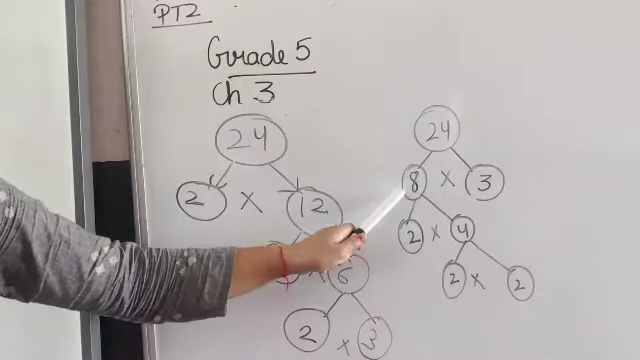 PT2
Grade 5
Ch 3
24
24
8 x 3
2 x 12
2 x 4
x 6
2 x 2
2 x 3